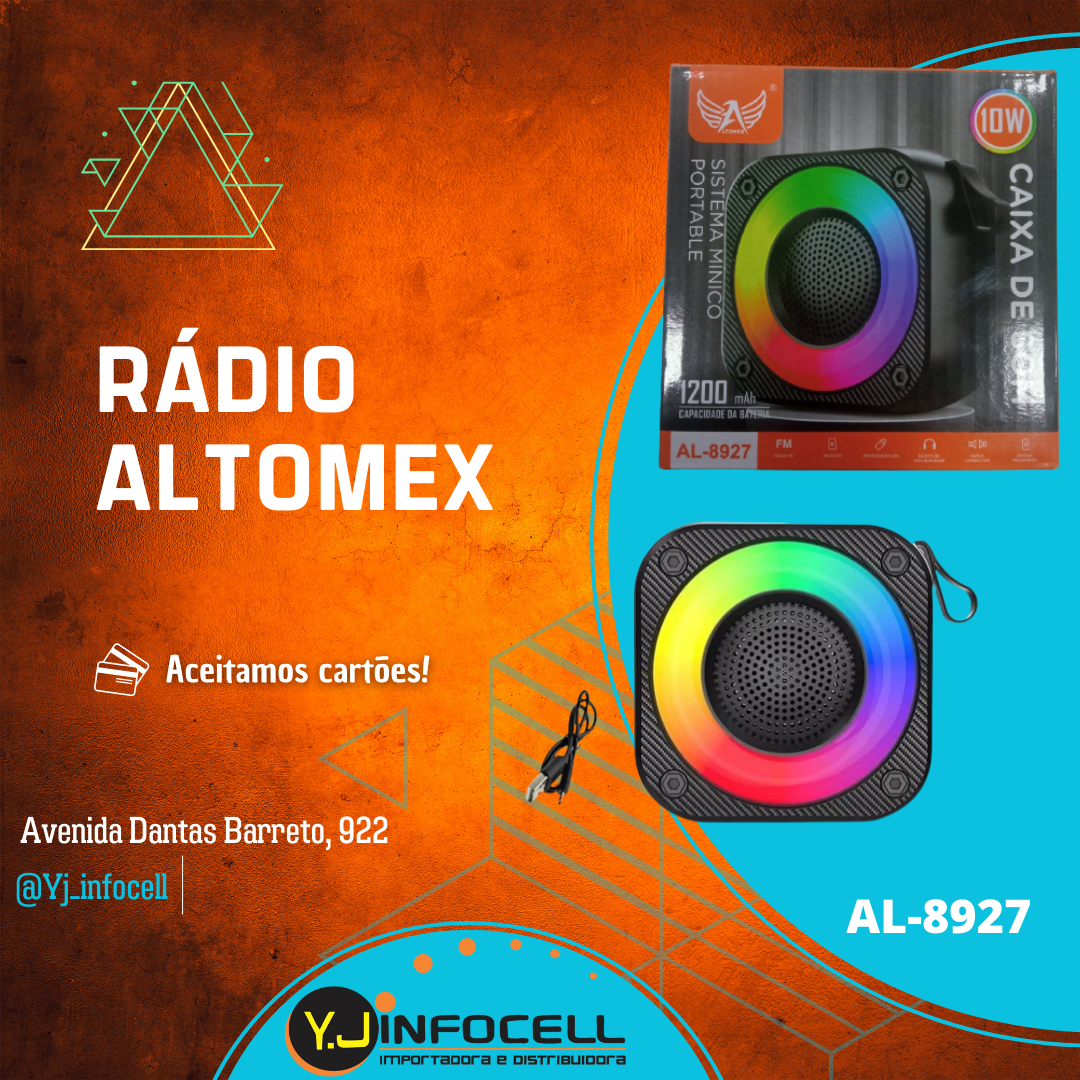 RÁDIO
ALTOMEX
Aceitamos cartões!
Avenida Dantas Barreto, 922
@Yj_infocell
ALTOMEX
®
10W
CAIXA DE SOM
SISTEMA MINICO
PORTABLE
1200 mAh
CAPACIDADE DA BATERIA
AL-8927
FM
AL-8927
Y.J INFOCELL
IMPORTADORA E DISTRIBUIDORA